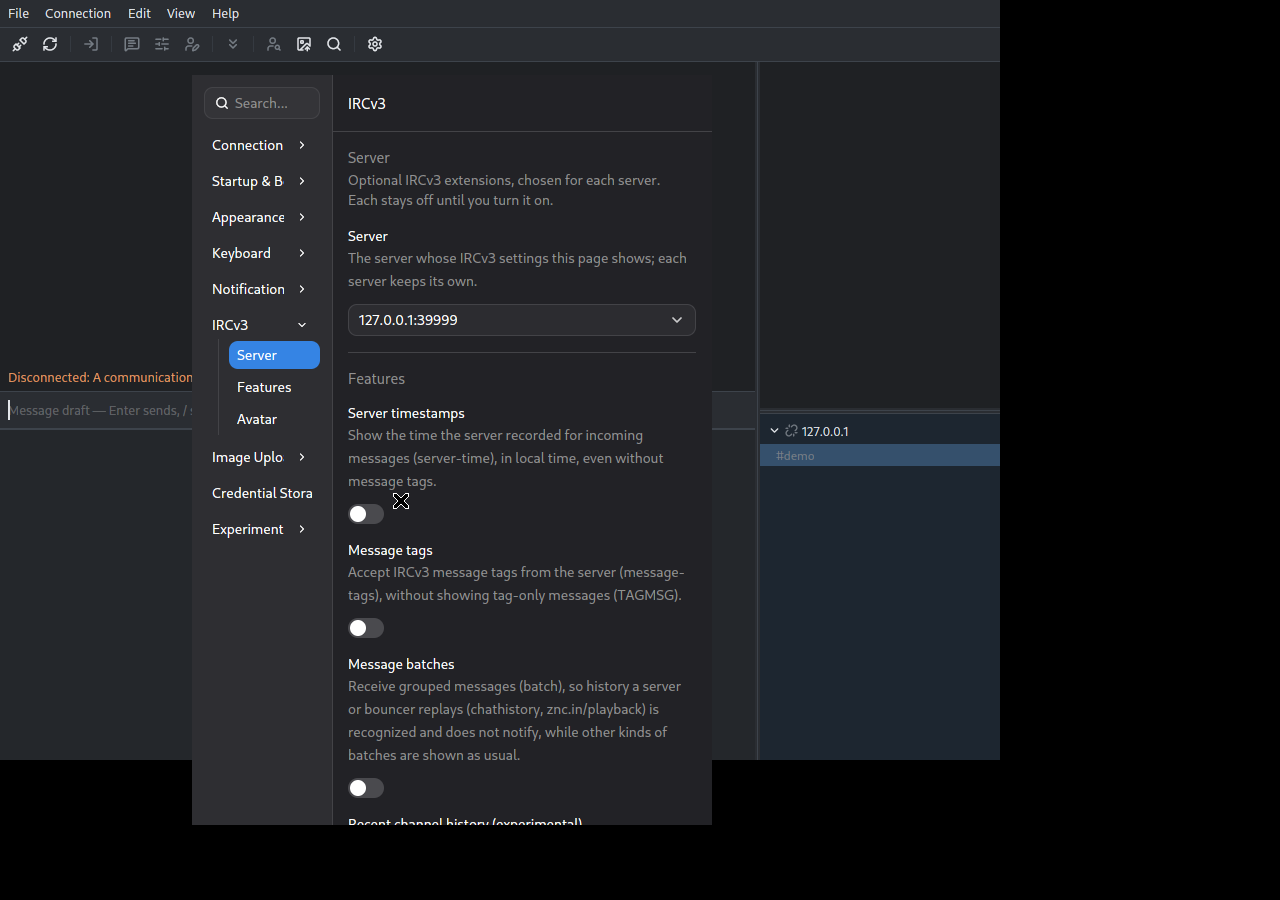 File Connection Edit View Help
Search...
Connection
Startup & B
Appearance
Keyboard
Notification
IRCv3
Server
Features
Avatar
Image Uplo
Credential Stora
Experiment
IRCv3
Server
Optional IRCv3 extensions, chosen for each server.
Each stays off until you turn it on.
Server
The server whose IRCv3 settings this page shows; each
server keeps its own.
127.0.0.1:39999
Features
Server timestamps
Show the time the server recorded for incoming
messages (server-time), in local time, even without
message tags.
Message tags
Accept IRCv3 message tags from the server (message-
tags), without showing tag-only messages (TAGMSG).
Message batches
Receive grouped messages (batch), so history a server
or bouncer replays (chathistory, znc.in/playback) is
recognized and does not notify, while other kinds of
batches are shown as usual.
Recent channel history (experimental)
Disconnected: A communication
Message draft — Enter sends, / s
127.0.0.1
#demo